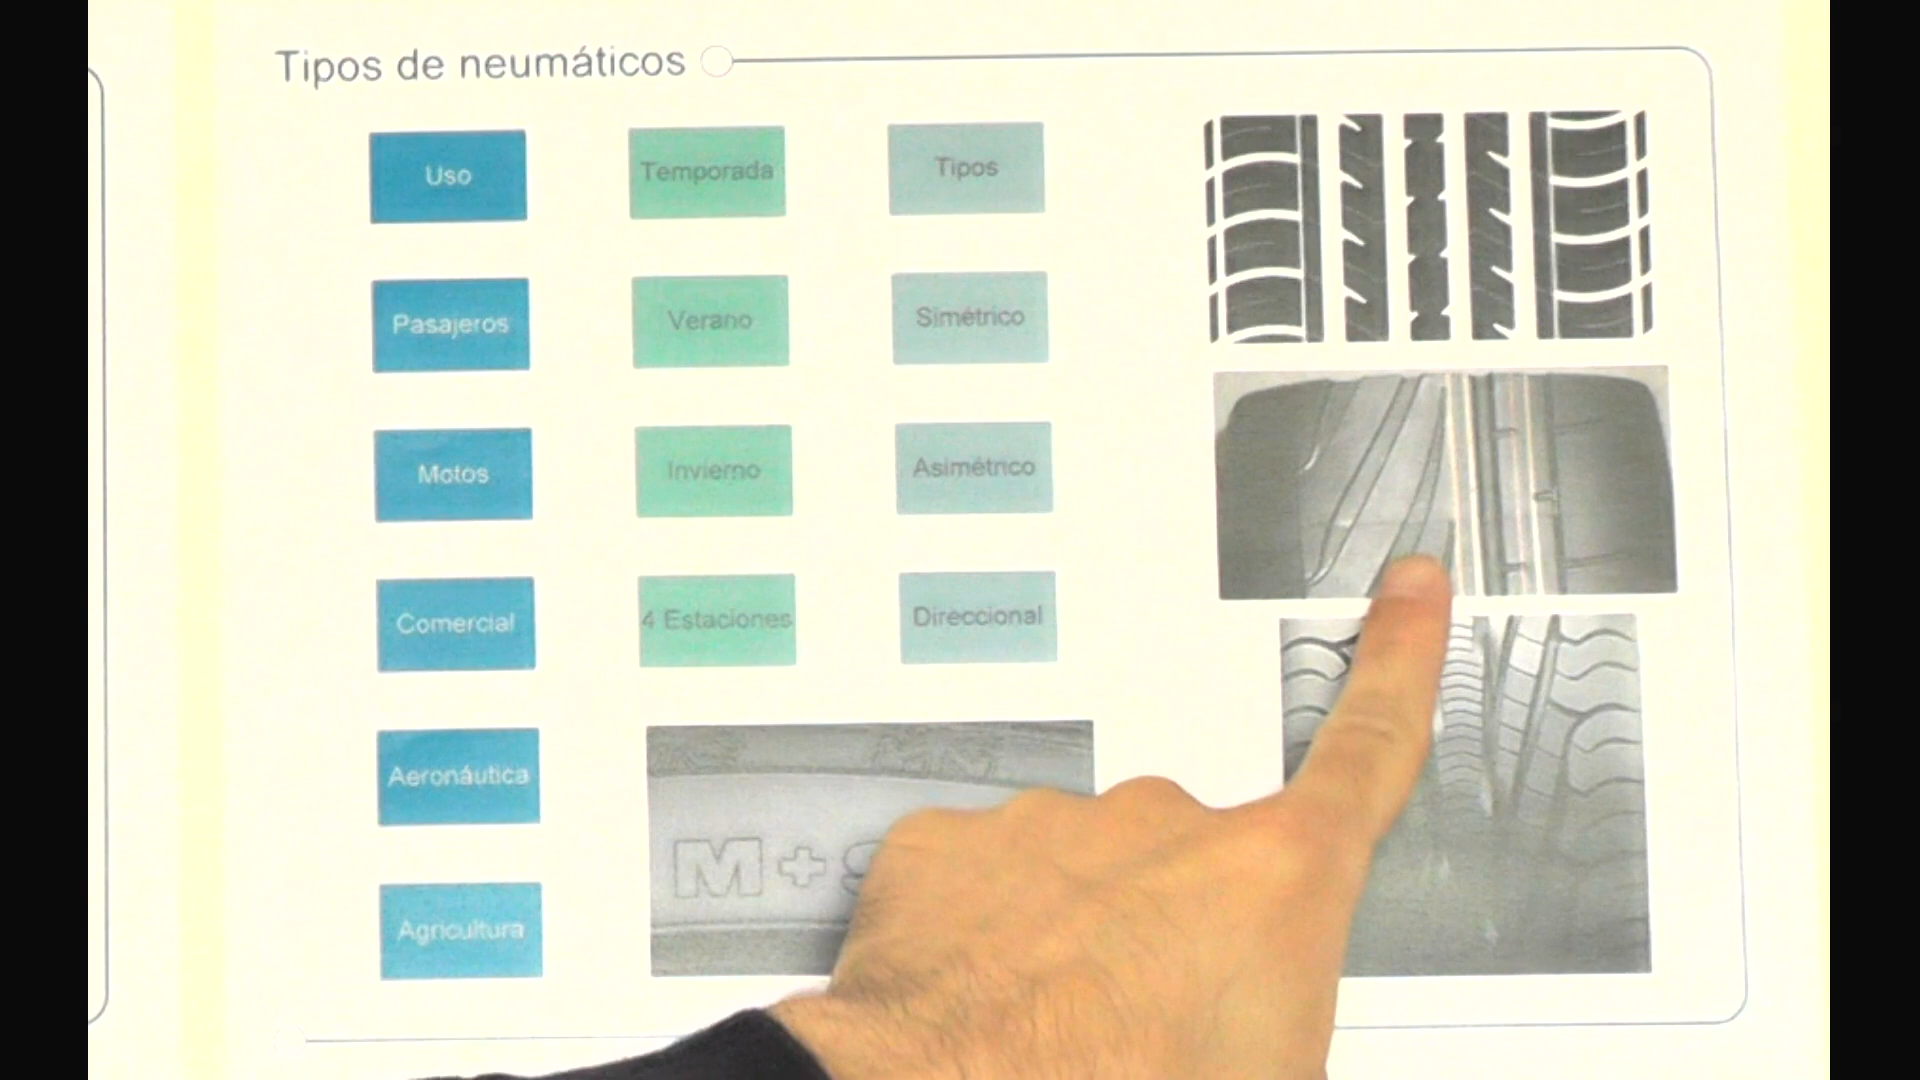 Tipos de neumáticos
Uso
Temporada
Tipos
Pasajeros
Verano
Simétrico
Motos
Invierno
Asimétrico
Comercial
4 Estaciones
Direccional
Aeronáutica
Agricultura
M+S